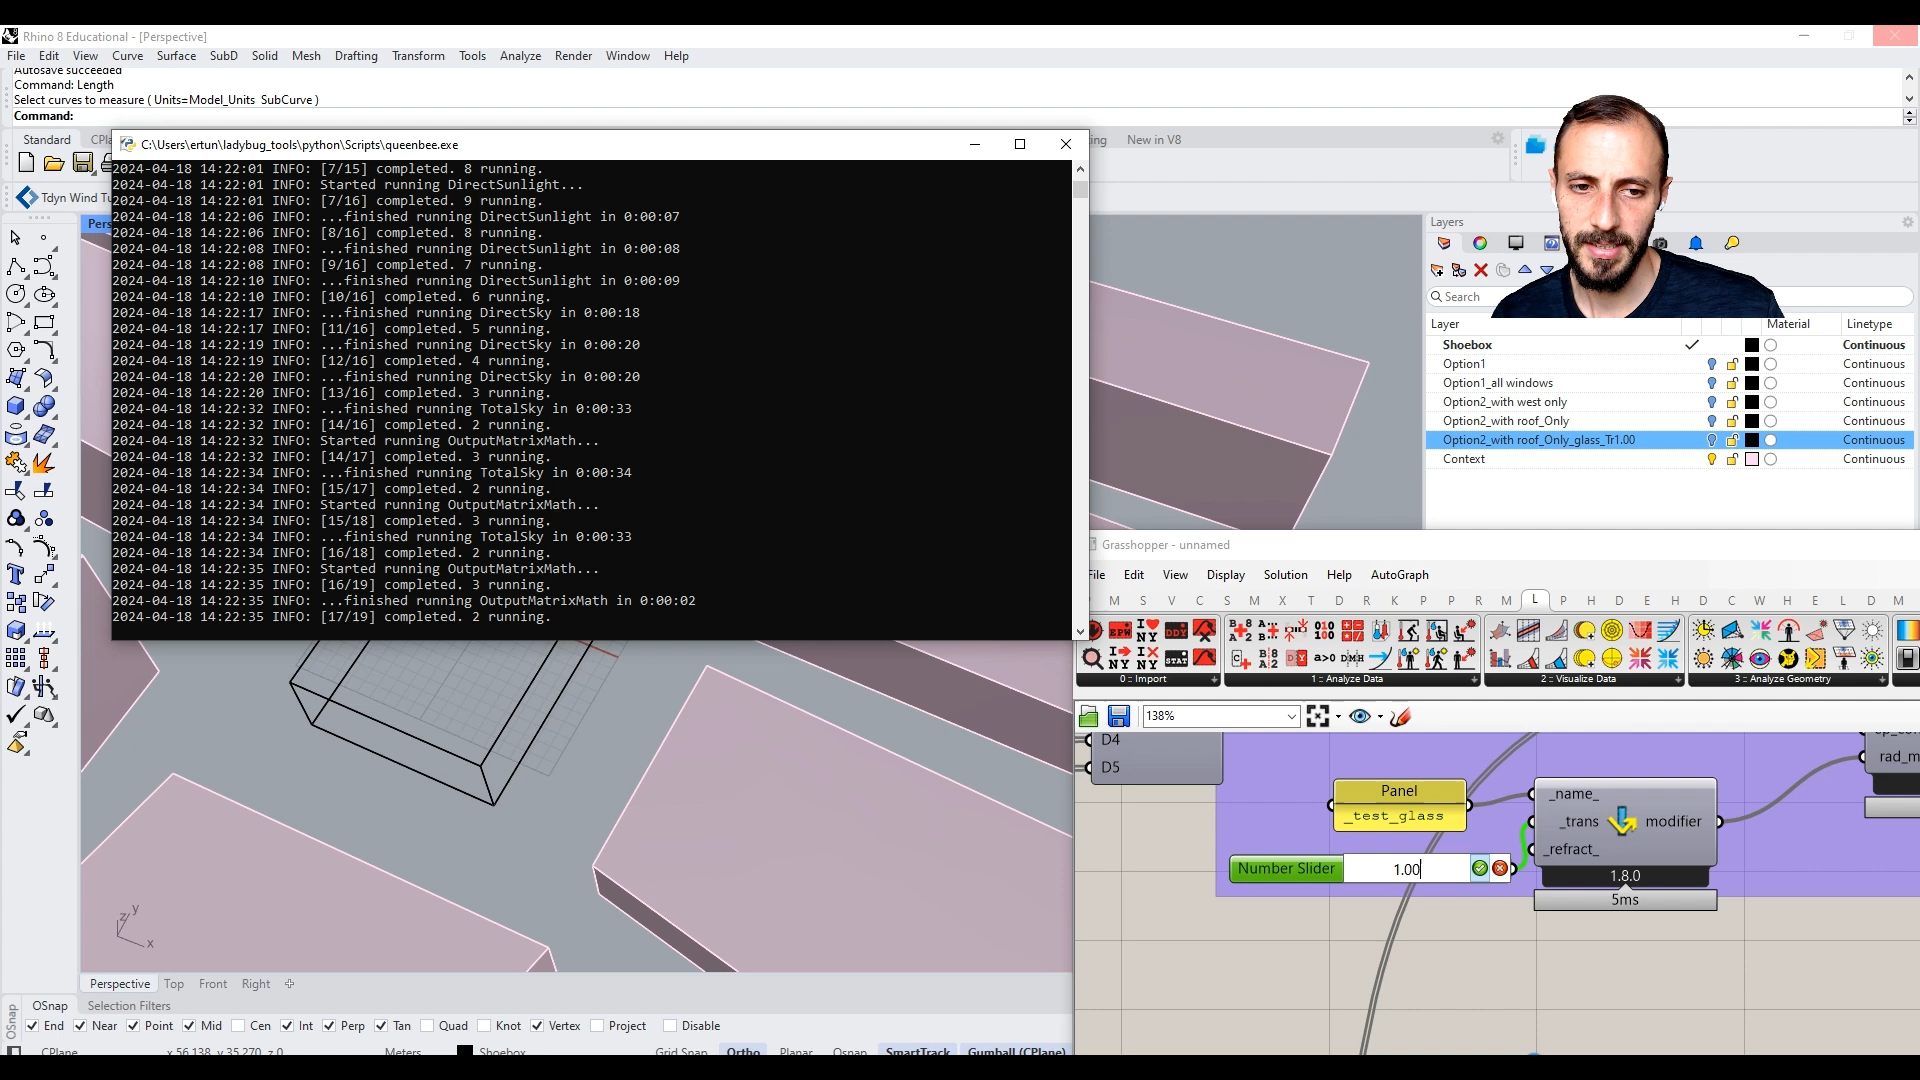 Rhino 8 Educational - [Perspective]
File Edit View Curve Surface SubD Solid Mesh Drafting Transform Tools Analyze Render Window Help
Autosave succeeded
Command: Length
Select curves to measure ( Units=Model_Units SubCurve )
Command:
Standard
New in V8
C:\Users\ertun\ladybug_tools\python\Scripts\queenbee.exe
2024-04-18 14:22:01 INFO: [7/15] completed. 8 running.
2024-04-18 14:22:01 INFO: Started running DirectSunlight...
2024-04-18 14:22:01 INFO: [7/16] completed. 9 running.
2024-04-18 14:22:06 INFO: ...finished running DirectSunlight in 0:00:07
2024-04-18 14:22:06 INFO: [8/16] completed. 8 running.
2024-04-18 14:22:08 INFO: ...finished running DirectSunlight in 0:00:08
2024-04-18 14:22:08 INFO: [9/16] completed. 7 running.
2024-04-18 14:22:10 INFO: ...finished running DirectSunlight in 0:00:09
2024-04-18 14:22:10 INFO: [10/16] completed. 6 running.
2024-04-18 14:22:17 INFO: ...finished running DirectSky in 0:00:18
2024-04-18 14:22:17 INFO: [11/16] completed. 5 running.
2024-04-18 14:22:19 INFO: ...finished running DirectSky in 0:00:20
2024-04-18 14:22:19 INFO: [12/16] completed. 4 running.
2024-04-18 14:22:20 INFO: ...finished running DirectSky in 0:00:20
2024-04-18 14:22:20 INFO: [13/16] completed. 3 running.
2024-04-18 14:22:32 INFO: ...finished running TotalSky in 0:00:33
2024-04-18 14:22:32 INFO: [14/16] completed. 2 running.
2024-04-18 14:22:32 INFO: Started running OutputMatrixMath...
2024-04-18 14:22:32 INFO: [14/17] completed. 3 running.
2024-04-18 14:22:34 INFO: ...finished running TotalSky in 0:00:34
2024-04-18 14:22:34 INFO: [15/17] completed. 2 running.
2024-04-18 14:22:34 INFO: Started running OutputMatrixMath...
2024-04-18 14:22:34 INFO: [15/18] completed. 3 running.
2024-04-18 14:22:34 INFO: ...finished running TotalSky in 0:00:33
2024-04-18 14:22:34 INFO: [16/18] completed. 2 running.
2024-04-18 14:22:35 INFO: Started running OutputMatrixMath...
2024-04-18 14:22:35 INFO: [16/19] completed. 3 running.
2024-04-18 14:22:35 INFO: ...finished running OutputMatrixMath in 0:00:02
2024-04-18 14:22:35 INFO: [17/19] completed. 2 running.
Tdyn Wind Tu
Pers
Layers
Search
Layer Material Linetype
Shoebox Continuous
Option1 Continuous
Option1_all windows Continuous
Option2_with west only Continuous
Option2_with roof_Only Continuous
Option2_with roof_Only_glass_Tr1.00 Continuous
Context Continuous
Grasshopper - unnamed
File Edit View Display Solution Help AutoGraph
M S V C S M X T D R K P P R M L P H D E H D C W H E L D M
0 :: Import 1 :: Analyze Data 2 :: Visualize Data 3 :: Analyze Geometry
138%
D4
D5
Panel
_test_glass
Number Slider 1.00
_name_
_trans modifier
_refract_
1.8.0
5ms
rad_m
z y x
Perspective Top Front Right
OSnap Selection Filters
OSnap
End Near Point Mid Cen Int Perp Tan Quad Knot Vertex Project Disable
CPlane x 56.138 y 35.270 z 0 Meters Shoebox Grid Snap Ortho Planar Osnap SmartTrack Gumball (CPlane)